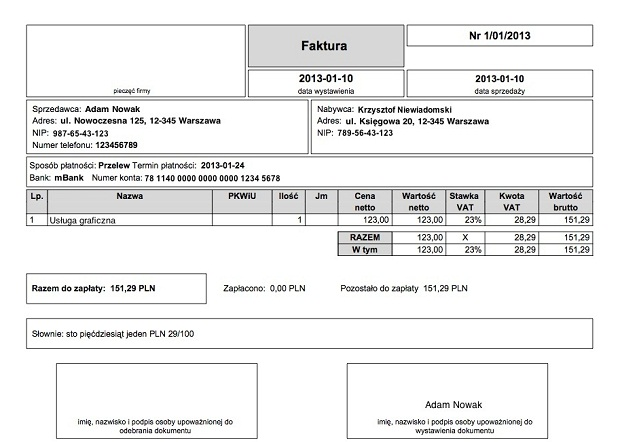 Faktura
Nr 1/01/2013
pieczęć firmy
2013-01-10
data wystawienia
2013-01-10
data sprzedaży
Sprzedawca: Adam Nowak
Adres: ul. Nowoczesna 125, 12-345 Warszawa
NIP: 987-65-43-123
Numer telefonu: 123456789
Nabywca: Krzysztof Niewiadomski
Adres: ul. Księgowa 20, 12-345 Warszawa
NIP: 789-56-43-123
Sposób płatności: Przelew Termin płatności: 2013-01-24
Bank: mBank Numer konta: 78 1140 0000 0000 0000 1234 5678
Lp. Nazwa PKWiU Ilość Jm Cena netto Wartość netto Stawka VAT Kwota VAT Wartość brutto
1 Usługa graficzna 1 123,00 123,00 23% 28,29 151,29
RAZEM 123,00 X 28,29 151,29
W tym 123,00 23% 28,29 151,29
Razem do zapłaty: 151,29 PLN Zapłacono: 0,00 PLN Pozostało do zapłaty 151,29 PLN
Słownie: sto pięćdziesiąt jeden PLN 29/100
imię, nazwisko i podpis osoby upoważnionej do
odebrania dokumentu
Adam Nowak
imię, nazwisko i podpis osoby upoważnionej do
wystawienia dokumentu